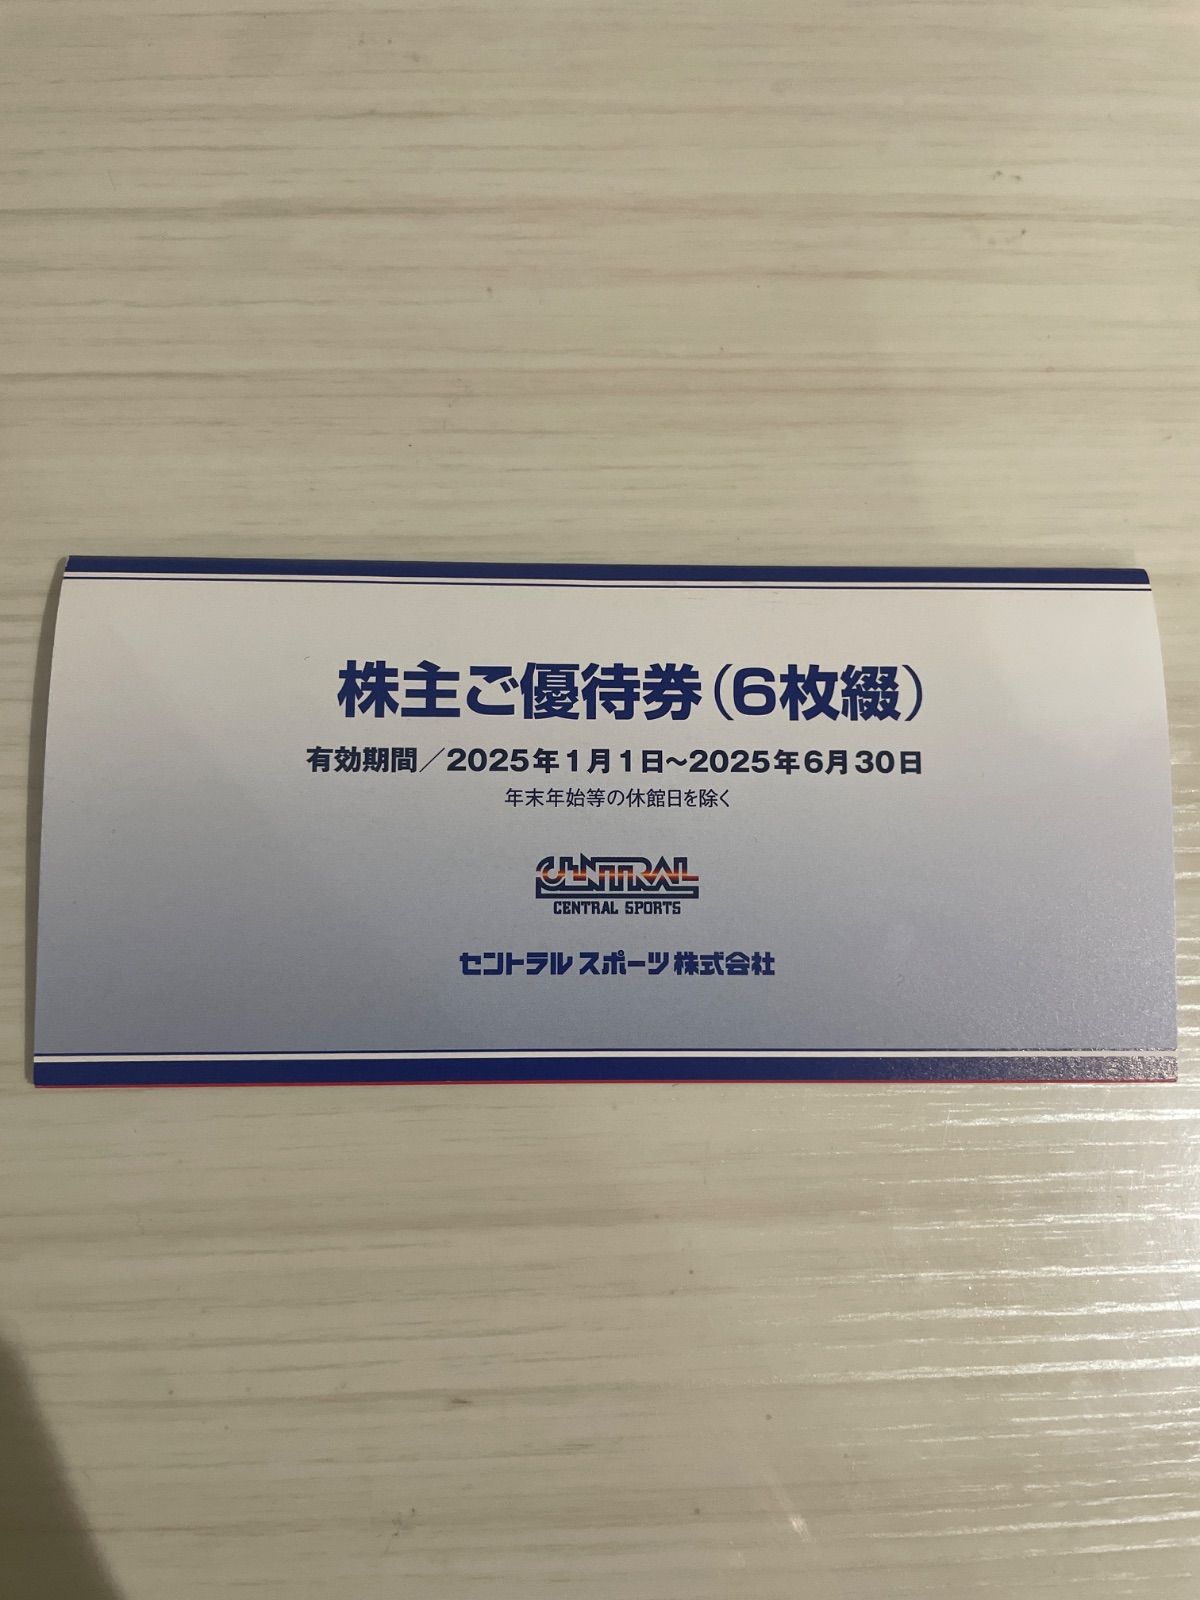 株主ご優待券(6枚綴)
有効期間/2025年1月1日~2025年6月30日
年末年始等の休館日を除く
CENTRAL
CENTRAL SPORTS
セントラルスポーツ株式会社